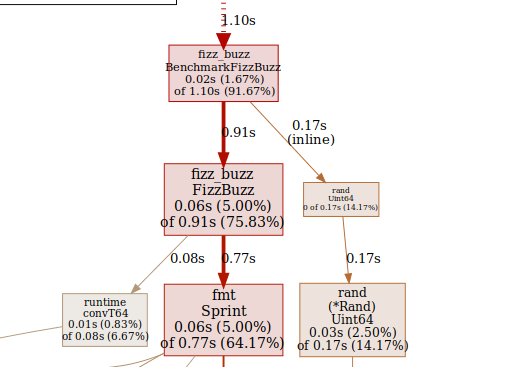 1.10s
fizz_buzz
BenchmarkFizzBuzz
0.02s (1.67%)
of 1.10s (91.67%)
0.91s
0.17s
(inline)
fizz_buzz
FizzBuzz
0.06s (5.00%)
of 0.91s (75.83%)
rand
Uint64
0 of 0.17s (14.17%)
0.08s
0.77s
0.17s
runtime
convT64
0.01s (0.83%)
of 0.08s (6.67%)
fmt
Sprint
0.06s (5.00%)
of 0.77s (64.17%)
rand
(*Rand)
Uint64
0.03s (2.50%)
of 0.17s (14.17%)